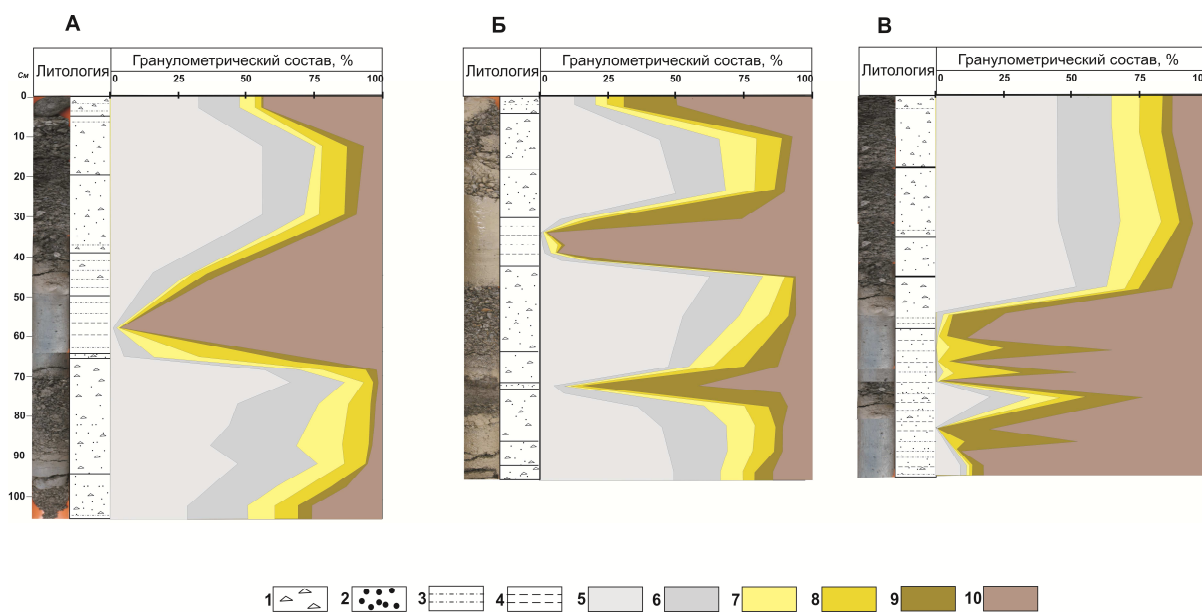 А
Б
В
См
Литология
Гранулометрический состав, %
0 25 50 75 100
Литология
Гранулометрический состав, %
0 25 50 75 100
Литология
Гранулометрический состав, %
0 25 50 75 100
0
10
20
30
40
50
60
70
80
90
100
1 2 3 4 5 6 7 8 9 10